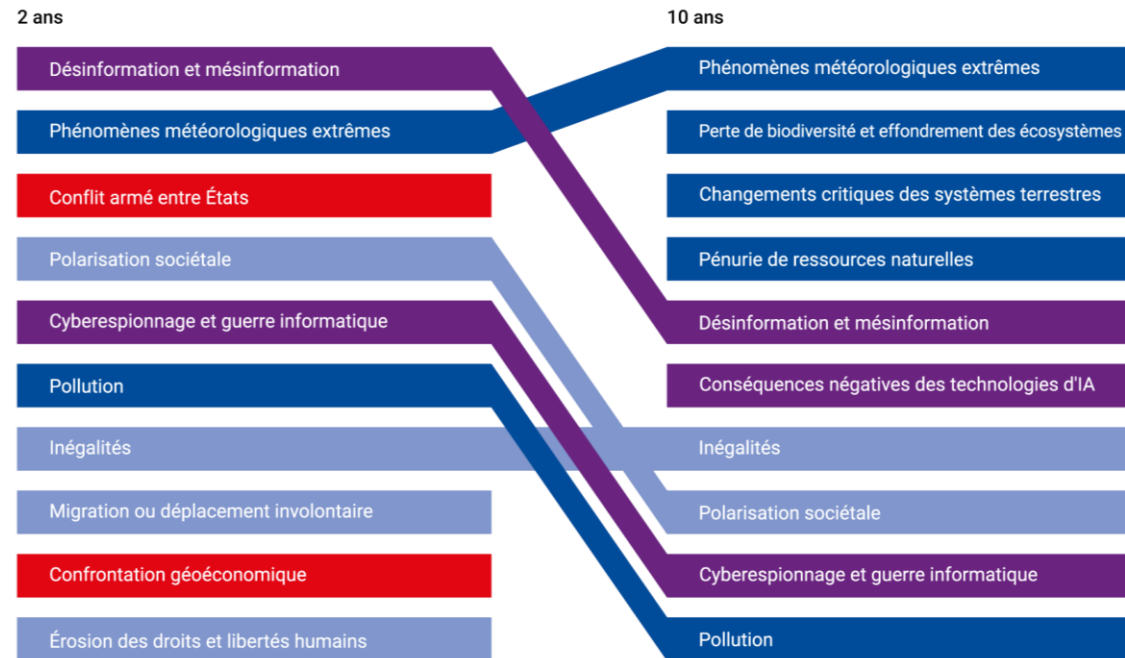 2 ans
Désinformation et mésinformation
Phénomènes météorologiques extrêmes
Conflit armé entre États
Polarisation sociétale
Cyberespionnage et guerre informatique
Pollution
Inégalités
Migration ou déplacement involontaire
Confrontation géoéconomique
Érosion des droits et libertés humains
10 ans
Phénomènes météorologiques extrêmes
Perte de biodiversité et effondrement des écosystèmes
Changements critiques des systèmes terrestres
Pénurie de ressources naturelles
Désinformation et mésinformation
Conséquences négatives des technologies d'IA
Inégalités
Polarisation sociétale
Cyberespionnage et guerre informatique
Pollution